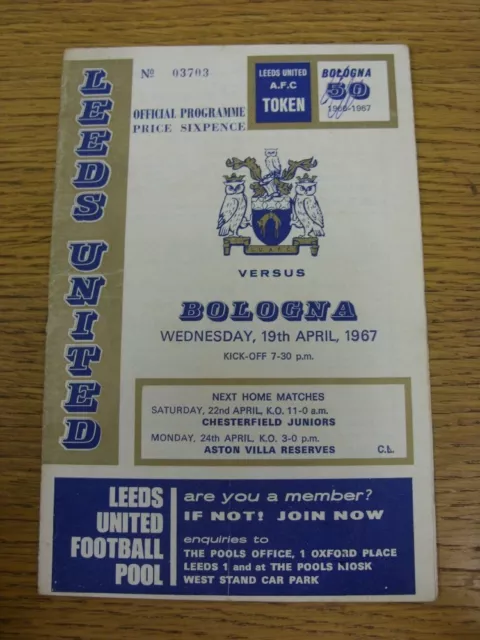 LEEDS UNITED
Nº 03703
OFFICIAL PROGRAMME
PRICE SIXPENCE
LEEDS UNITED
A.F.C
TOKEN
BOLOGNA
50
1966-1967
VERSUS
BOLOGNA
WEDNESDAY, 19th APRIL, 1967
KICK-OFF 7-30 p.m.
NEXT HOME MATCHES
SATURDAY, 22nd APRIL, K.O. 11-0 a.m.
CHESTERFIELD JUNIORS
MONDAY, 24th APRIL, K.O. 3-0 p.m.
ASTON VILLA RESERVES C.L.
LEEDS
UNITED
FOOTBALL
POOL
are you a member?
IF NOT! JOIN NOW
enquiries to
THE POOLS OFFICE, 1 OXFORD PLACE
LEEDS 1 and at THE POOLS KIOSK
WEST STAND CAR PARK